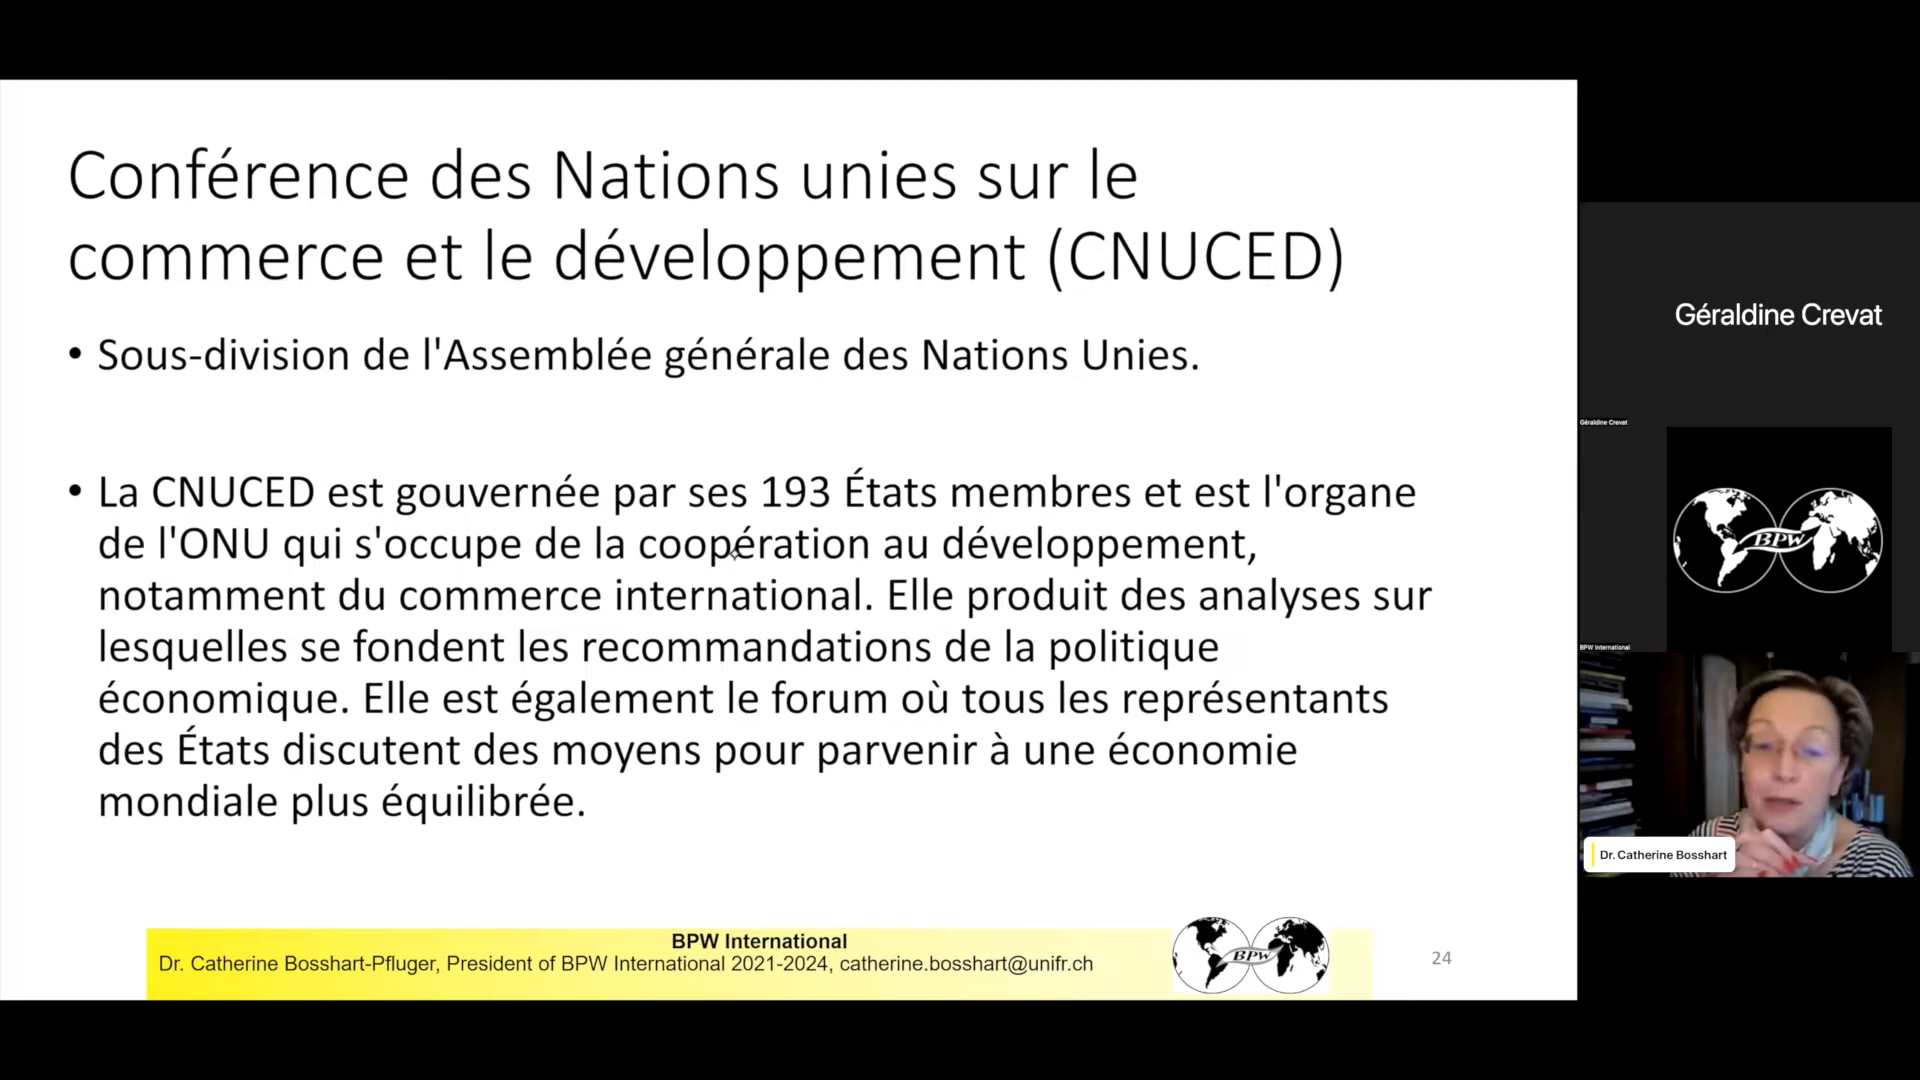 Conférence des Nations unies sur le
commerce et le développement (CNUCED)
• Sous-division de l'Assemblée générale des Nations Unies.
• La CNUCED est gouvernée par ses 193 États membres et est l'organe
de l'ONU qui s'occupe de la coopération au développement,
notamment du commerce international. Elle produit des analyses sur
lesquelles se fondent les recommandations de la politique
économique. Elle est également le forum où tous les représentants
des États discutent des moyens pour parvenir à une économie
mondiale plus équilibrée.
BPW International
Dr. Catherine Bosshart-Pfluger, President of BPW International 2021-2024, catherine.bosshart@unifr.ch
BPW
24
Géraldine Crevat
Géraldine Crevat
BPW
BPW International
Dr. Catherine Bosshart